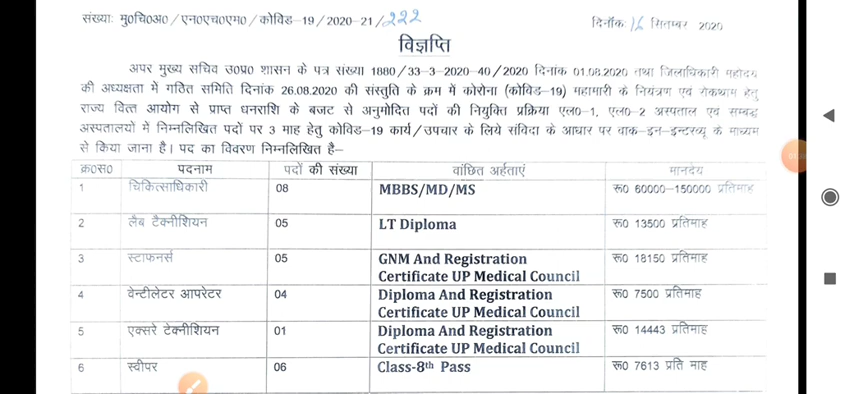 संख्याः मु0चि0अ0/एन0एच0एम0/कोविड-19/2020-21/222 दिनाँक 16 सितम्बर 2020
विज्ञप्ति
अपर मुख्य सचिव उ0प्र0 शासन के पत्र संख्या 1880/33-3-2020-40/2020 दिनांक 01.08.2020 तथा जिलाधिकारी महोदय
की अध्यक्षता में गठित समिति दिनांक 26.08.2020 की संस्तुति के क्रम में कोरोना (कोविड-19) महामारी के नियंत्रण एवं रोकथाम हेतु
राज्य वित्त आयोग से प्राप्त धनराशि के बजट से अनुमोदित पदों की नियुक्ति प्रक्रिया एल0-1, एल0-2 अस्पताल एवं सम्बद्ध
अस्पतालयों में निम्नलिखित पदों पर 3 माह हेतु कोविड-19 कार्य/उपचार के लिये संविदा के आधार पर वाक-इन-इन्टरव्यू के माध्यम
से किया जाना है। पद का विवरण निम्नलिखित है-
क्र0स0 पदनाम पदों की संख्या वांछित अर्हताएं मानदेय
1 चिकित्साधिकारी 08 MBBS/MD/MS रू0 60000-150000 प्रतिमाह
2 लैब टैक्नीशियन 05 LT Diploma रू0 13500 प्रतिमाह
3 स्टाफनर्स 05 GNM And Registration रू0 18150 प्रतिमाह
Certificate UP Medical Council
4 वेन्टीलेटर आपरेटर 04 Diploma And Registration रू0 7500 प्रतिमाह
Certificate UP Medical Council
5 एक्सरे टेक्नीशियन 01 Diploma And Registration रू0 14443 प्रतिमाह
Certificate UP Medical Council
6 स्वीपर 06 Class-8th Pass रू0 7613 प्रति माह